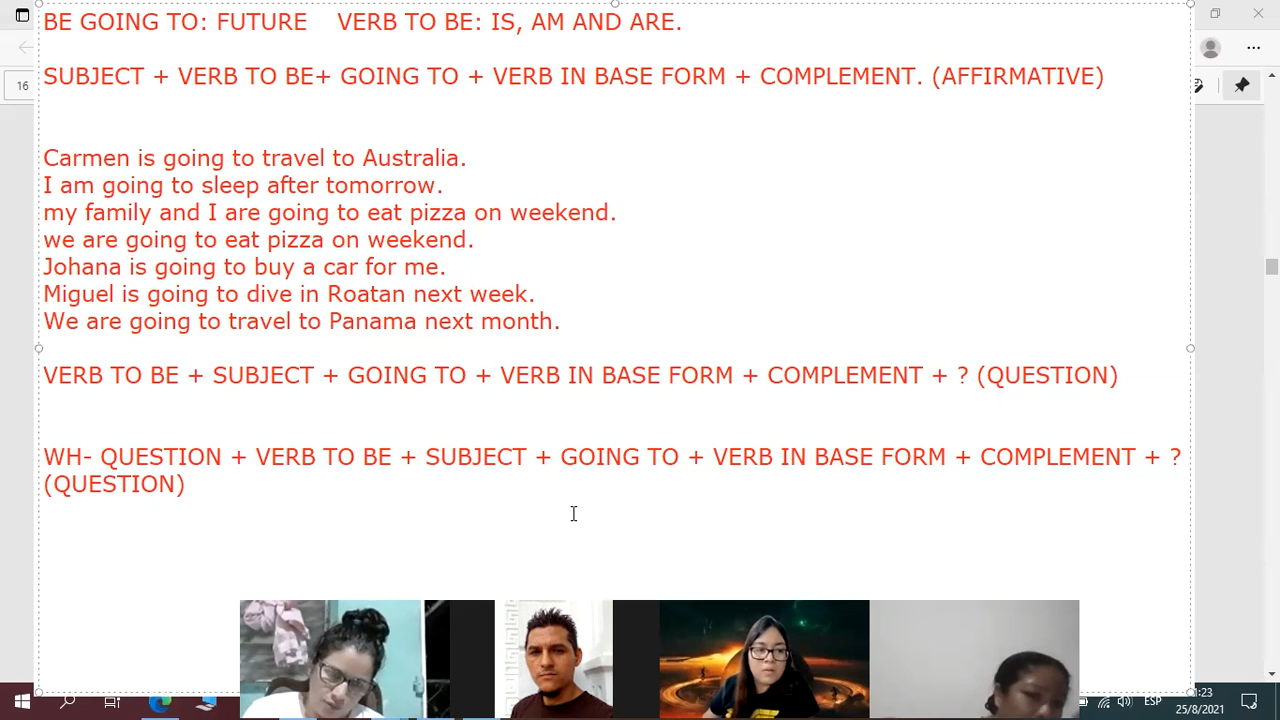 BE GOING TO: FUTURE VERB TO BE: IS, AM AND ARE.
SUBJECT + VERB TO BE+ GOING TO + VERB IN BASE FORM + COMPLEMENT. (AFFIRMATIVE)
16
Carmen is going to travel to Australia.
I am going to sleep after tomorrow.
my family and I are going to eat pizza on weekend.
we are going to eat pizza on weekend.
Johana is going to buy a car for me.
Miguel is going to dive in Roatan next week.
We are going to travel to Panama next month.
VERB TO BE + SUBJECT + GOING TO + VERB IN BASE FORM + COMPLEMENT + ? (QUESTION)
WH- QUESTION + VERB TO BE + SUBJECT + GOING TO + VERB IN BASE FORM + COMPLEMENT + ?
(QUESTION)
ESP
25/8/2021